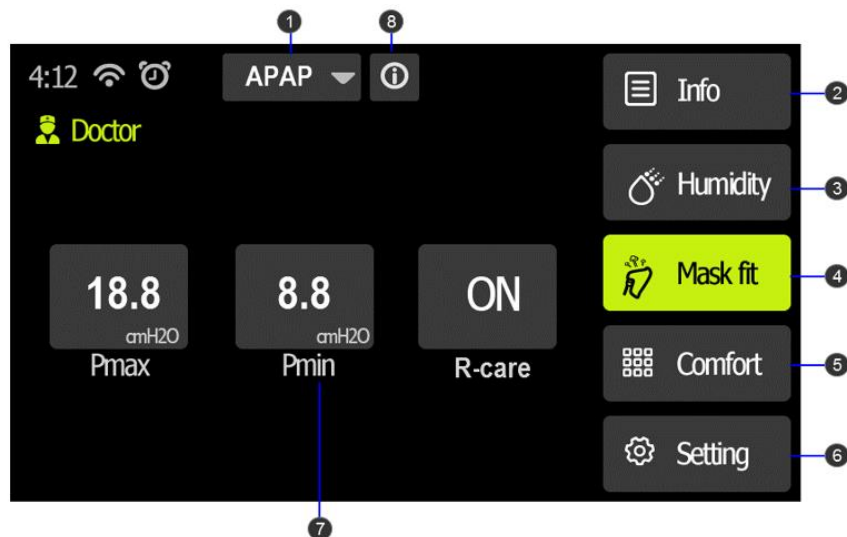 1 8
4:12 APAP
Info 2
Doctor
Humidity 3
Mask fit 4
18.8 8.8 ON
cmH2O cmH2O
Pmax Pmin R-care
Comfort 5
Setting 6
7